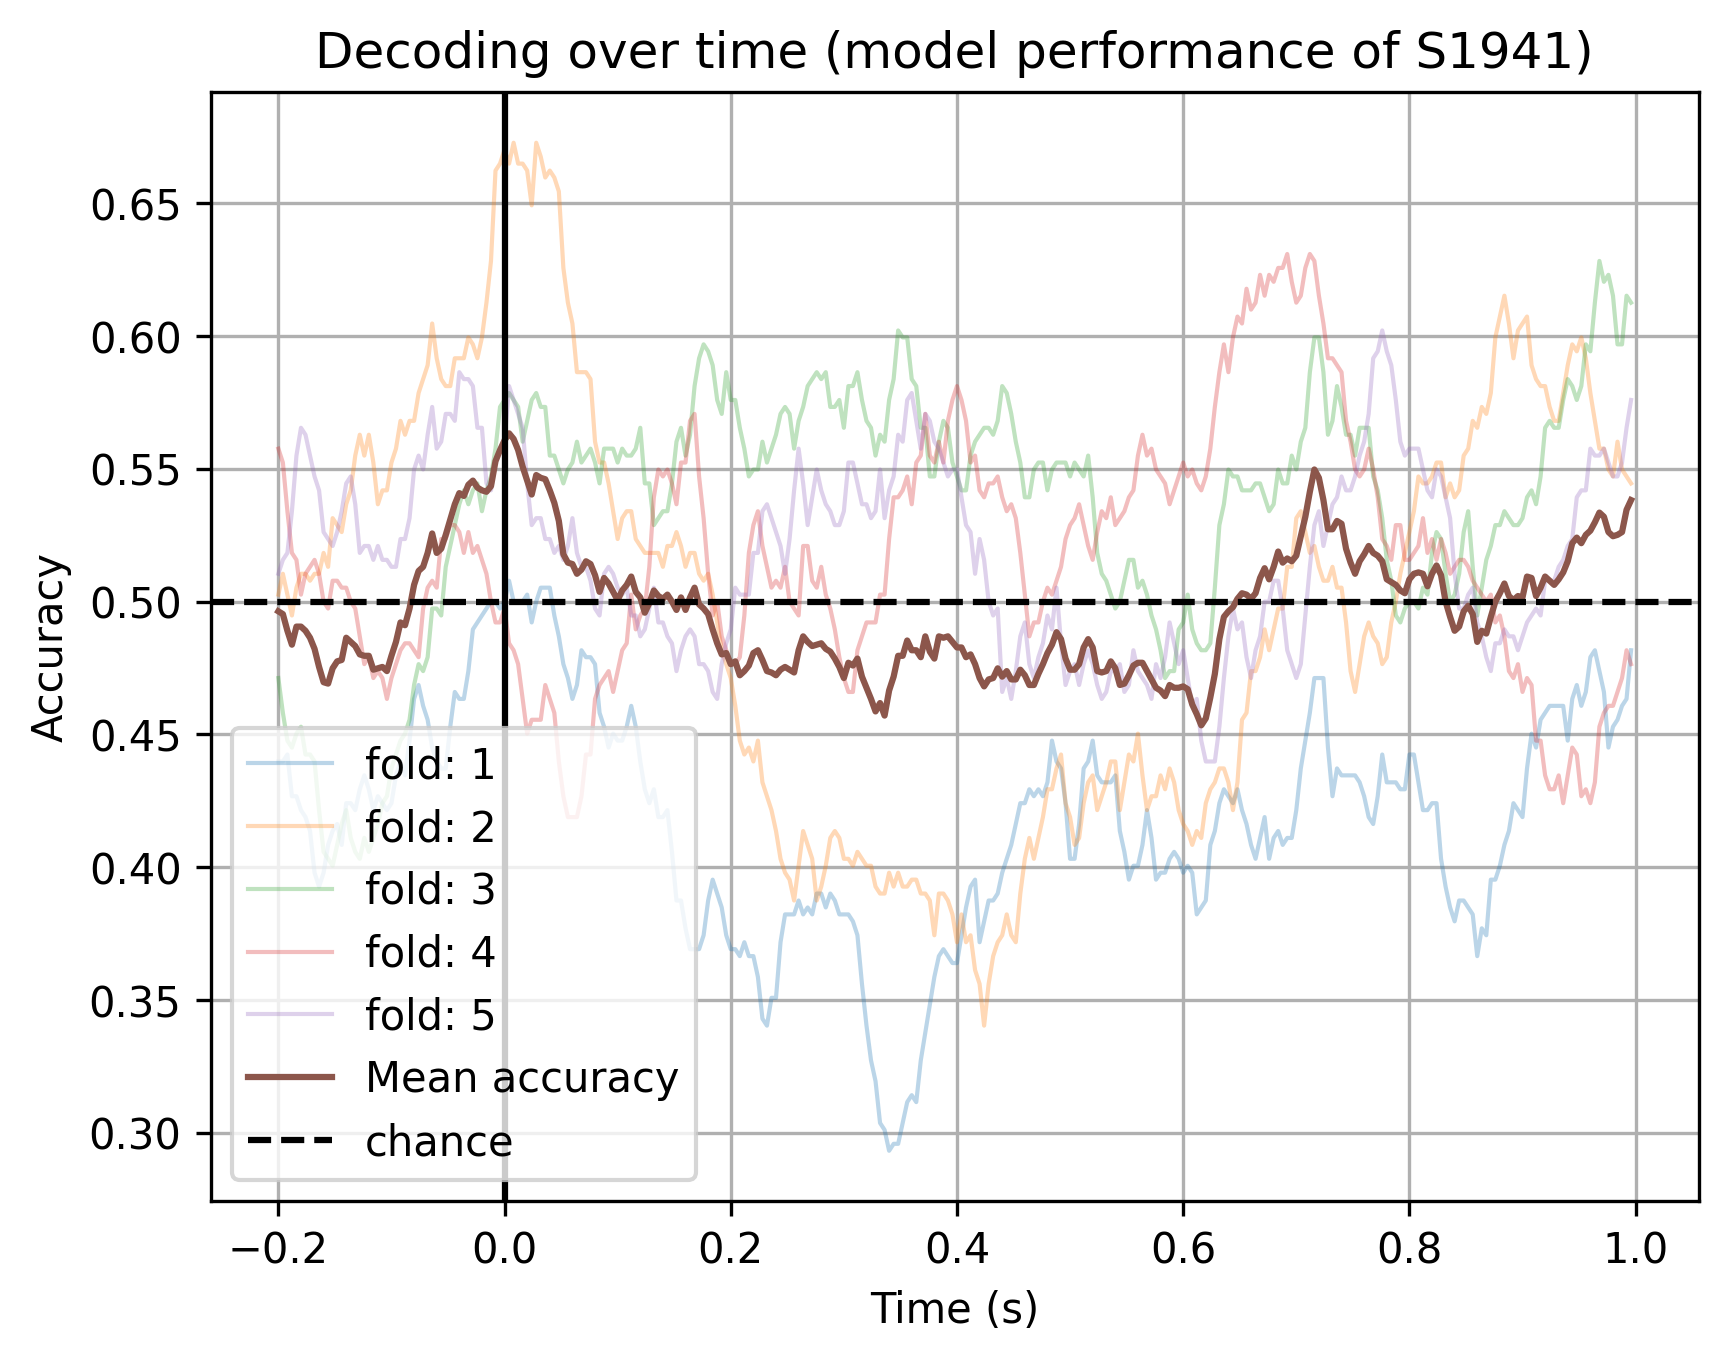 Decoding over time (model performance of S1941)
Accuracy
0.65
0.60
0.55
0.50
0.45
0.40
0.35
0.30
fold: 1
fold: 2
fold: 3
fold: 4
fold: 5
Mean accuracy
chance
−0.2 0.0 0.2 0.4 0.6 0.8 1.0
Time (s)